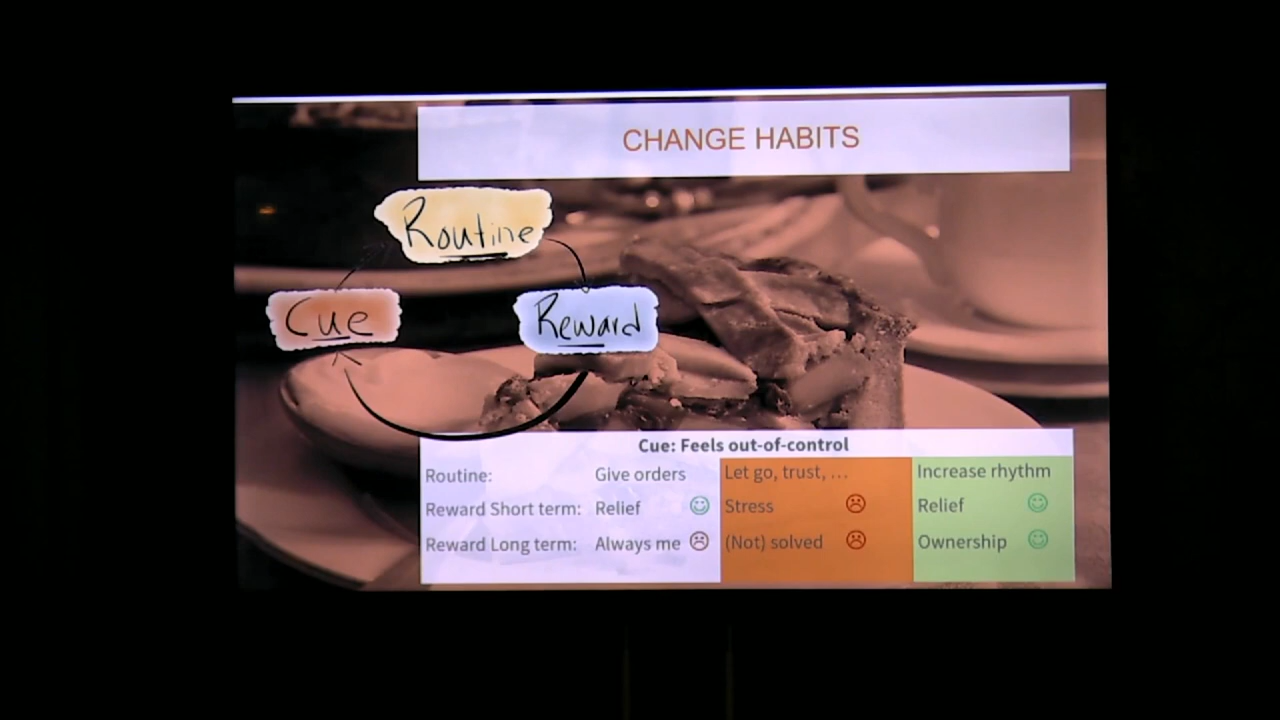 CHANGE HABITS
Routine
Cue
Reward
Cue: Feels out-of-control
Routine: Give orders Let go, trust, ... Increase rhythm
Reward Short term: Relief Stress Relief
Reward Long term: Always me (Not) solved Ownership